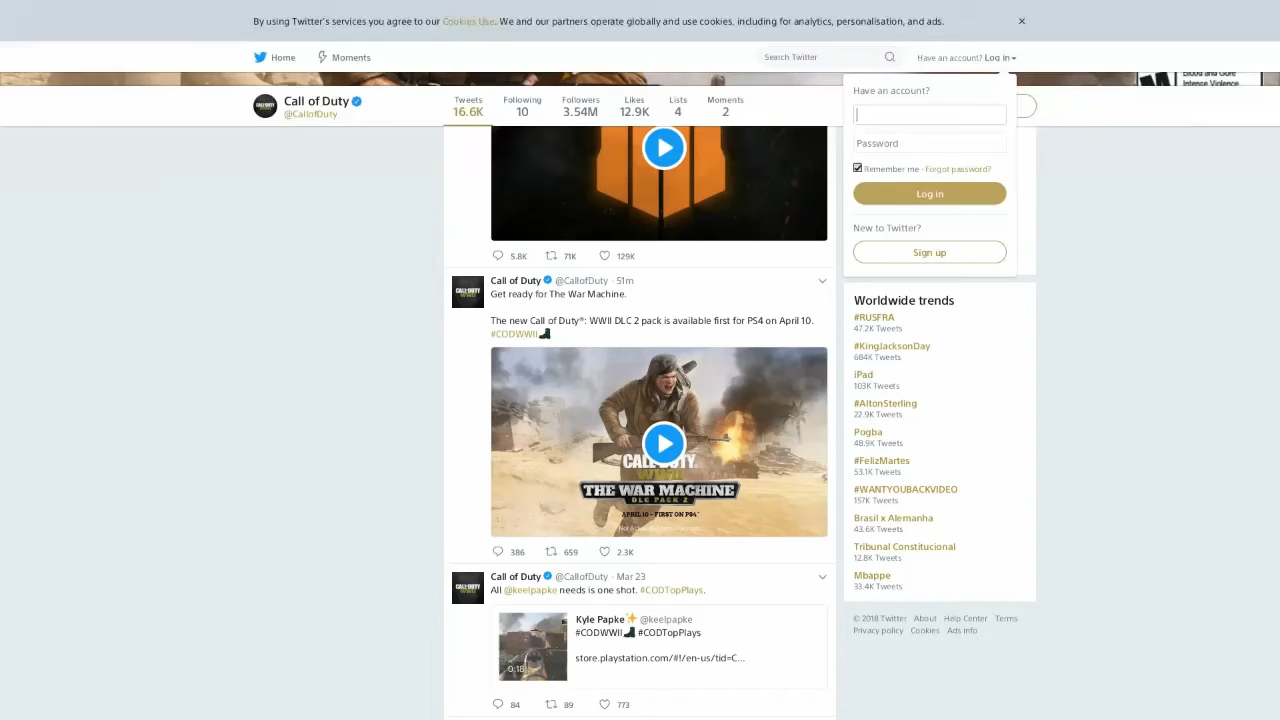 By using Twitter's services you agree to our Cookies Use. We and our partners operate globally and use cookies, including for analytics, personalisation, and ads.
Home
Moments
Search Twitter
Have an account? Log in
Blood and Gore
Intense Violence
Call of Duty
@CallofDuty
Tweets
16.6K
Following
10
Followers
3.54M
Likes
12.9K
Lists
4
Moments
2
Have an account?
Password
Remember me · Forgot password?
Log in
New to Twitter?
Sign up
5.8K
71K
129K
Call of Duty @CallofDuty · 51m
Get ready for The War Machine.
The new Call of Duty®: WWII DLC 2 pack is available first for PS4 on April 10.
#CODWWII
CALL OF DUTY
WWII
THE WAR MACHINE
DLC PACK 2
APRIL 10 - FIRST ON PS4™
386
659
2.3K
Call of Duty @CallofDuty · Mar 23
All @keelpapke needs is one shot. #CODTopPlays.
Kyle Papke @keelpapke
#CODWWII #CODTopPlays
store.playstation.com/#!/en-us/tid=C...
0:18
84
89
773
Worldwide trends
#RUSFRA
47.2K Tweets
#KingJacksonDay
684K Tweets
iPad
103K Tweets
#AltonSterling
22.9K Tweets
Pogba
48.9K Tweets
#FelizMartes
53.1K Tweets
#WANTYOUBACKVIDEO
157K Tweets
Brasil x Alemanha
43.6K Tweets
Tribunal Constitucional
12.8K Tweets
Mbappe
33.4K Tweets
© 2018 Twitter About Help Center Terms
Privacy policy Cookies Ads info